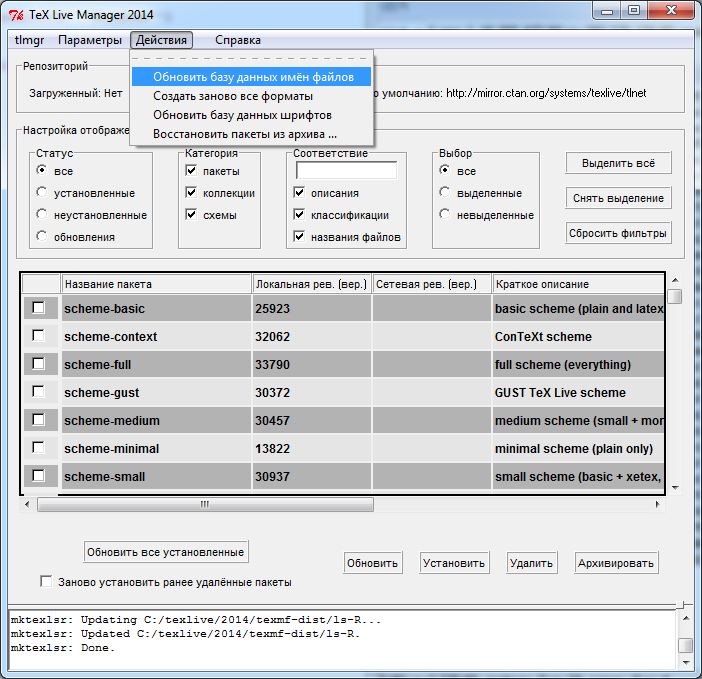 TeX Live Manager 2014
tlmgr Параметры Действия Справка
Обновить базу данных имён файлов
Создать заново все форматы
Обновить базу данных шрифтов
Восстановить пакеты из архива ...
Репозиторий
Загруженный: Нет
о умолчанию: http://mirror.ctan.org/systems/texlive/tlnet
Настройка отображе
Статус
все
установленные
неустановленные
обновления
Категория
пакеты
коллекции
схемы
Соответствие
описания
классификации
названия файлов
Выбор
все
выделенные
невыделенные
Выделить всё
Снять выделение
Сбросить фильтры
Название пакета Локальная рев. (вер.) Сетевая рев. (вер.) Краткое описание
scheme-basic 25923 basic scheme (plain and latex
scheme-context 32062 ConTeXt scheme
scheme-full 33790 full scheme (everything)
scheme-gust 30372 GUST TeX Live scheme
scheme-medium 30457 medium scheme (small + mor
scheme-minimal 13822 minimal scheme (plain only)
scheme-small 30937 small scheme (basic + xetex,
Обновить все установленные
Заново установить ранее удалённые пакеты
Обновить Установить Удалить Архивировать
mktexlsr: Updating C:/texlive/2014/texmf-dist/ls-R...
mktexlsr: Updated C:/texlive/2014/texmf-dist/ls-R.
mktexlsr: Done.